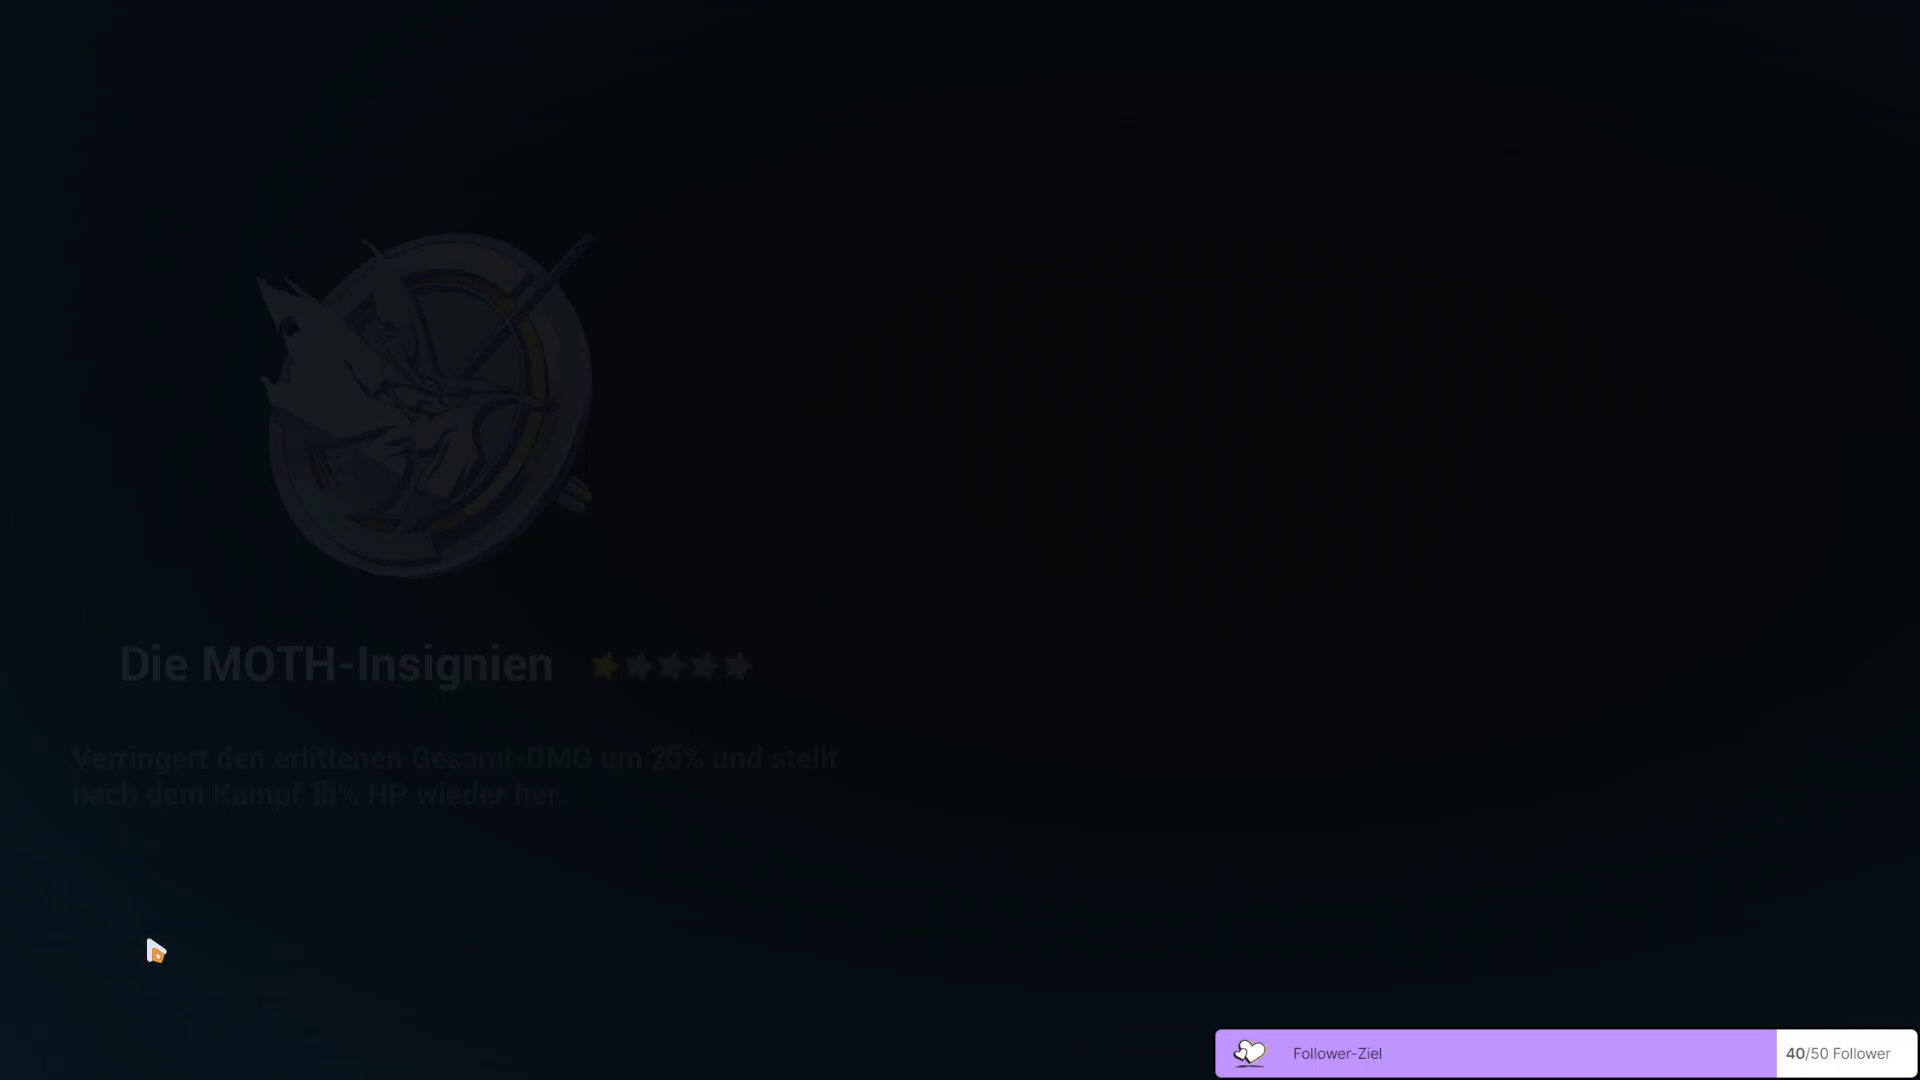 Die MOTH-Insignien
Verringert den erlittenen Gesamt-DMG um 25% und stellt
nach dem Kampf 15% HP wieder her.
Follower-Ziel
40/50 Follower